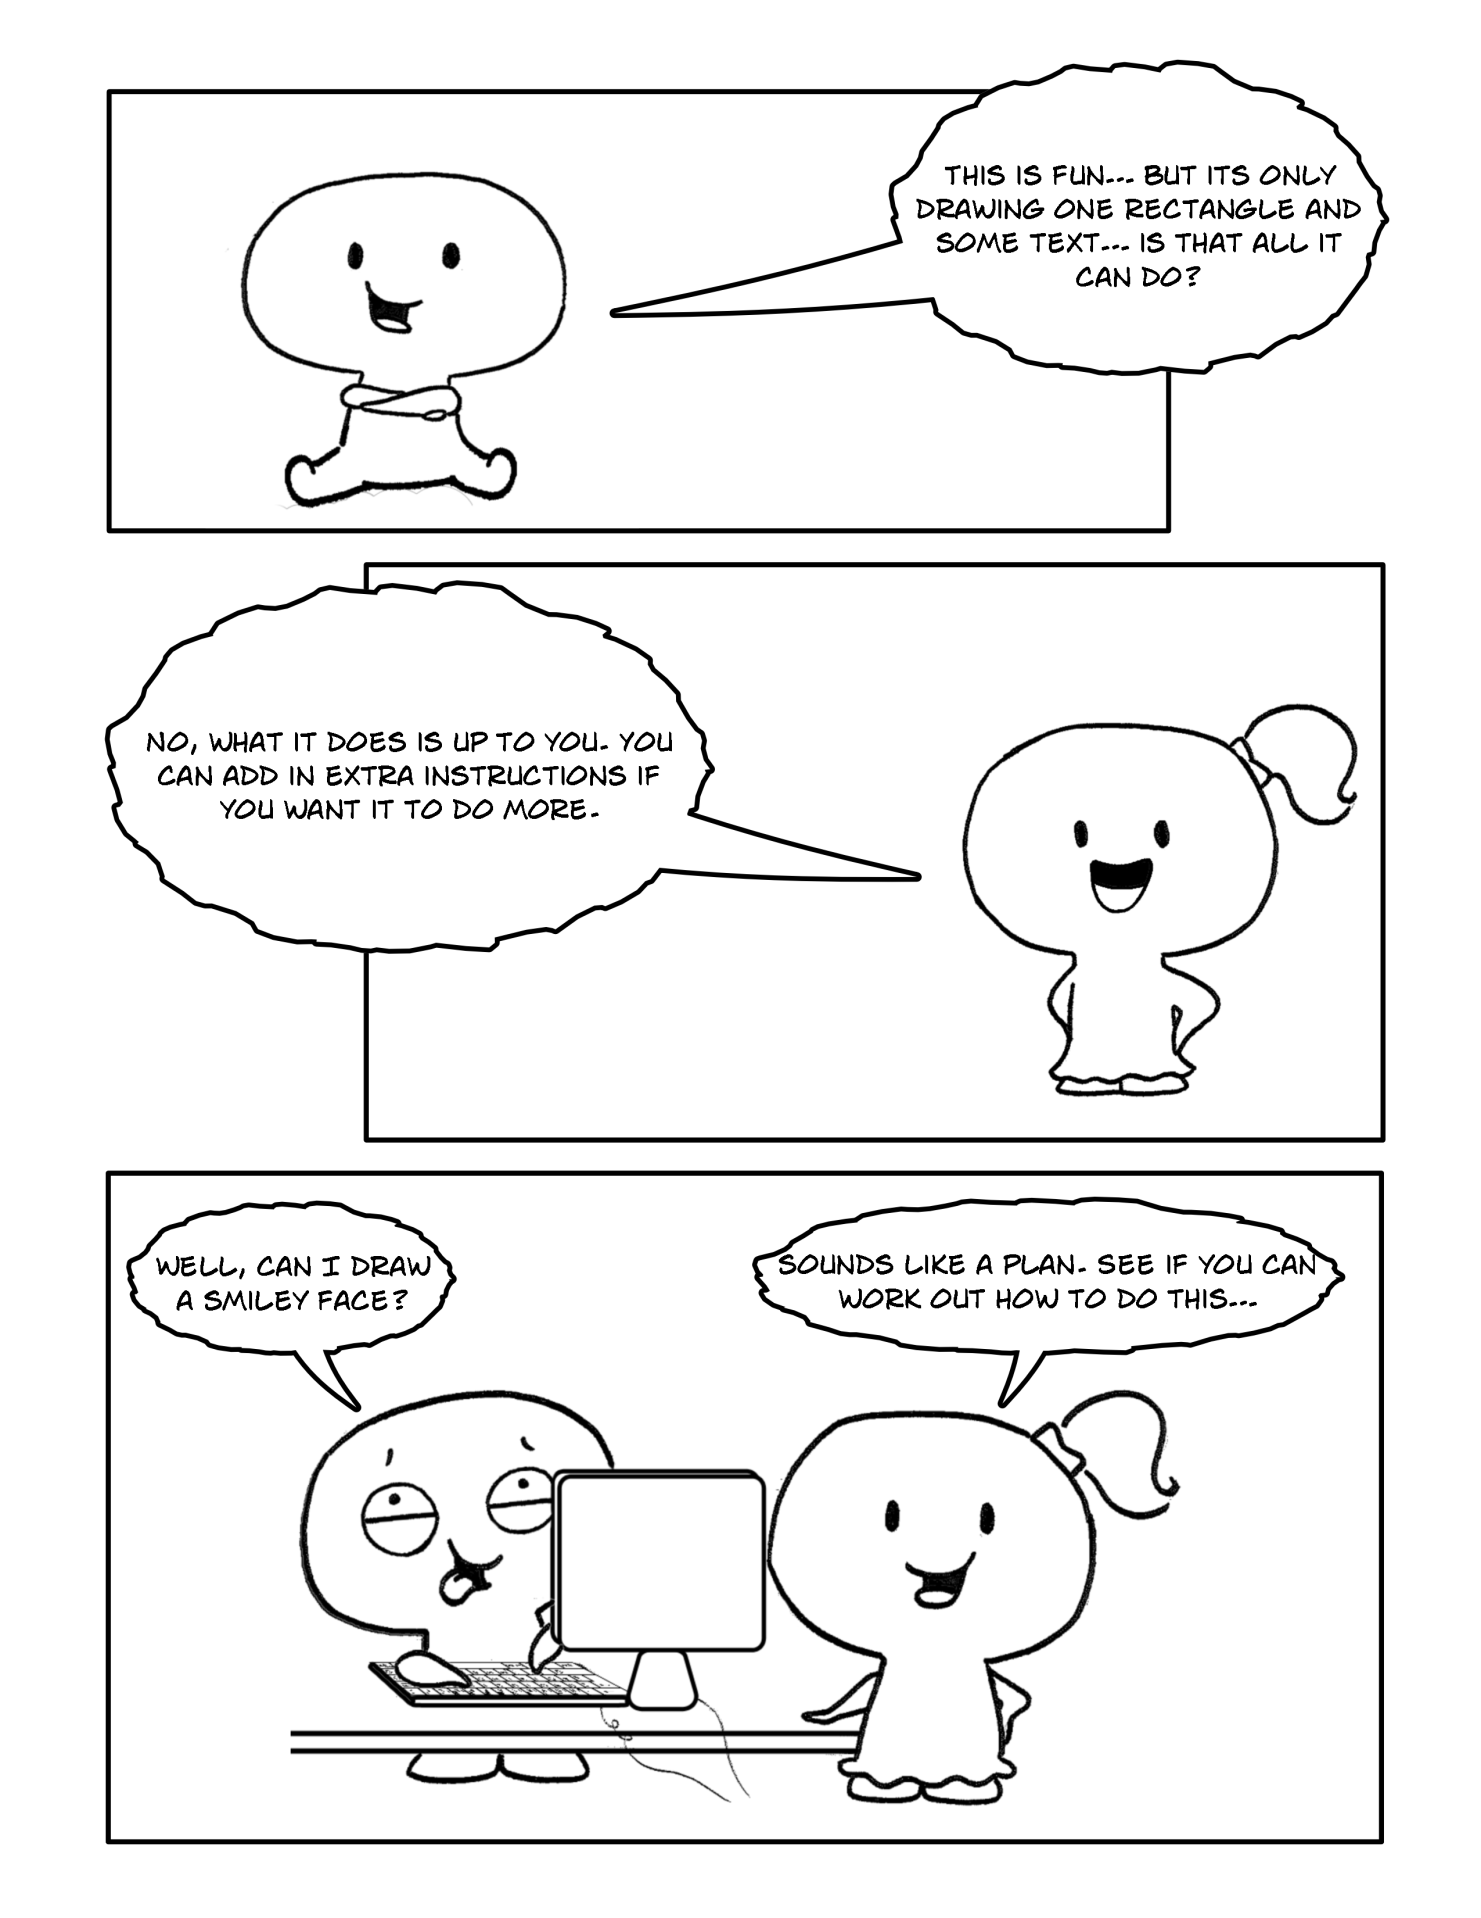 THIS IS FUN... BUT ITS ONLY
DRAWING ONE RECTANGLE AND
SOME TEXT... IS THAT ALL IT
CAN DO?
NO, WHAT IT DOES IS UP TO YOU. YOU
CAN ADD IN EXTRA INSTRUCTIONS IF
YOU WANT IT TO DO MORE.
WELL, CAN I DRAW
A SMILEY FACE?
SOUNDS LIKE A PLAN. SEE IF YOU CAN
WORK OUT HOW TO DO THIS...